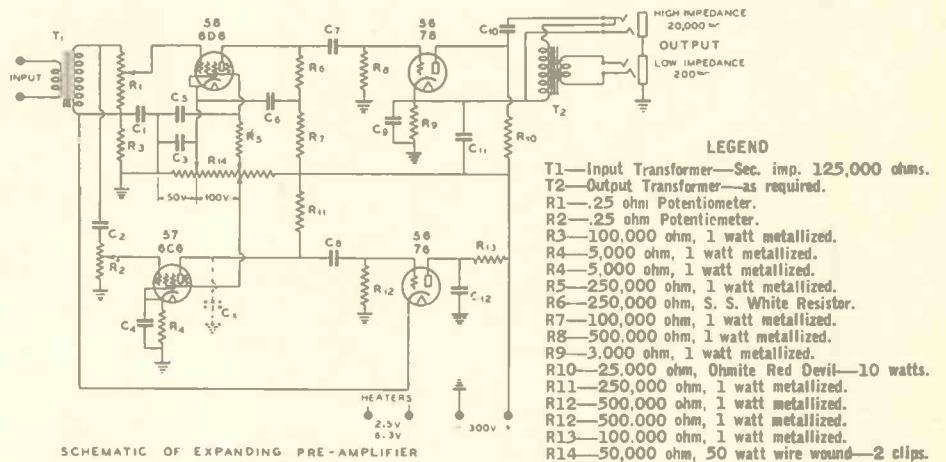 58
6D6
56
78
T1
INPUT
R1
C1
C5
R3
C3
R14
R5
C6
50V
100V
R6
R7
R11
C7
R8
C9
R9
C11
C10
R10
T2
HIGH IMPEDANCE
20,000~
OUTPUT
LOW IMPEDANCE
200~
C2
R2
57
6C6
C4
R4
Cx
C8
R12
56
76
C12
R13
HEATERS
2.5V
6.3V
- 300V +
SCHEMATIC OF EXPANDING PRE-AMPLIFIER
LEGEND
T1—Input Transformer—Sec. imp. 125,000 ohms.
T2—Output Transformer—as required.
R1—.25 ohm Potentiometer.
R2—.25 ohm Potenticmeter.
R3—100,000 ohm, 1 watt metallized.
R4—5,000 ohm, 1 watt metallized.
R4—5,000 ohm, 1 watt metallized.
R5—250,000 ohm, 1 watt metallized.
R6—250,000 ohm, S. S. White Resistor.
R7—100,000 ohm, 1 watt metallized.
R8—500,000 ohm, 1 watt metallized.
R9—3,000 ohm, 1 watt metallized.
R10—25,000 ohm, Ohmite Red Devil—10 watts.
R11—250,000 ohm, 1 watt metallized.
R12—500,000 ohm, 1 watt metallized.
R12—500,000 ohm, 1 watt metallized.
R13—100,000 ohm, 1 watt metallized.
R14—50,000 ohm, 50 watt wire wound—2 clips.